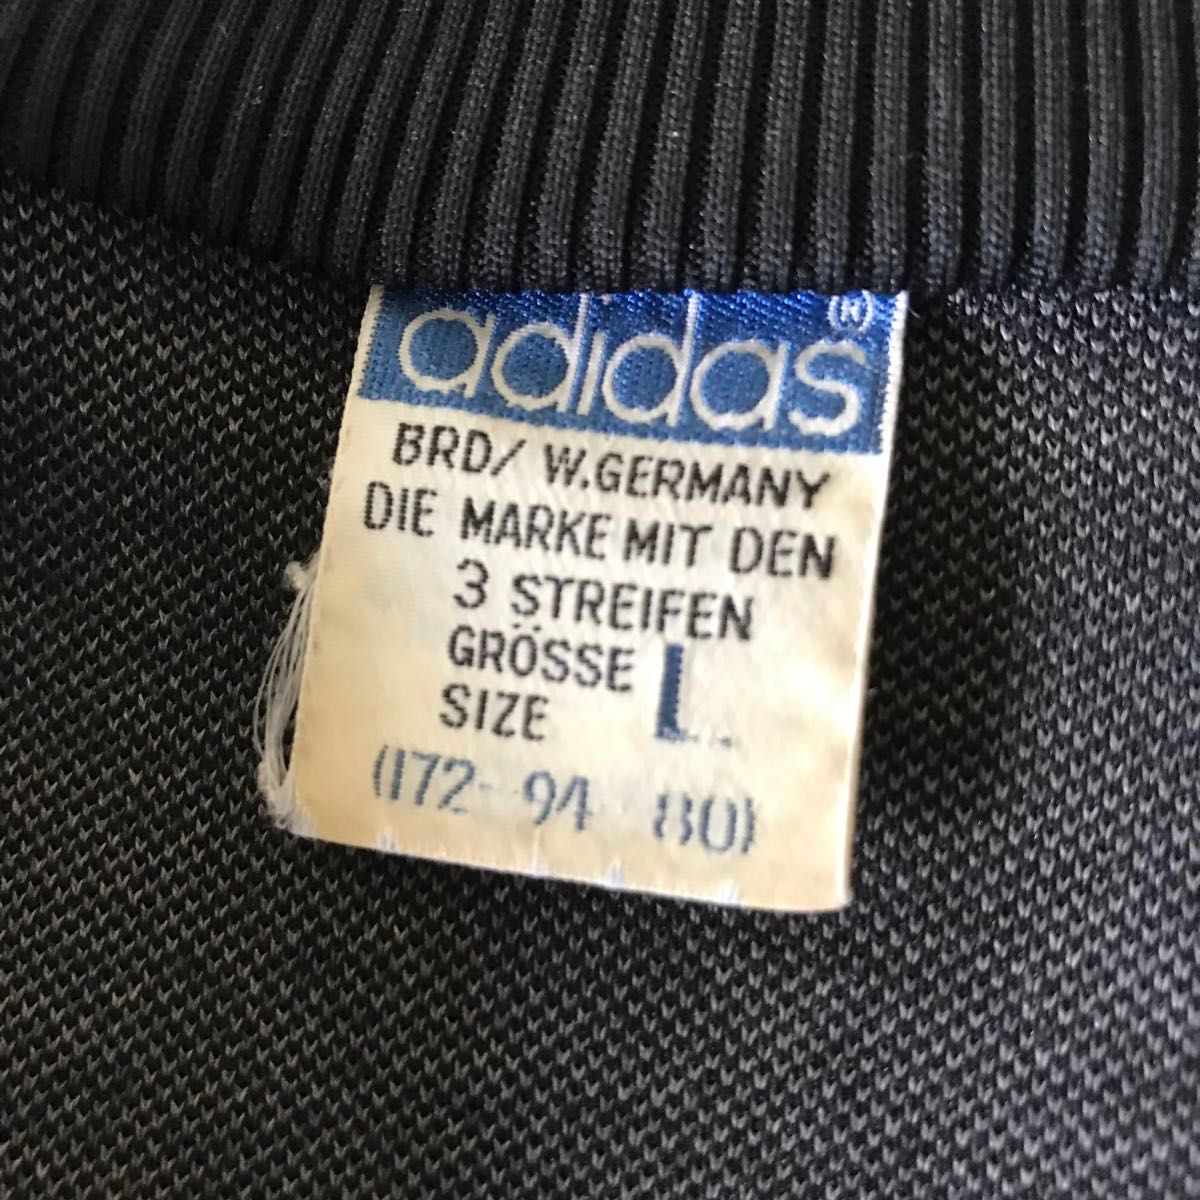 adidas®
BRD/ W.GERMANY
DIE MARKE MIT DEN
3 STREIFEN
GRÖSSE L
SIZE
(172- 94 80)